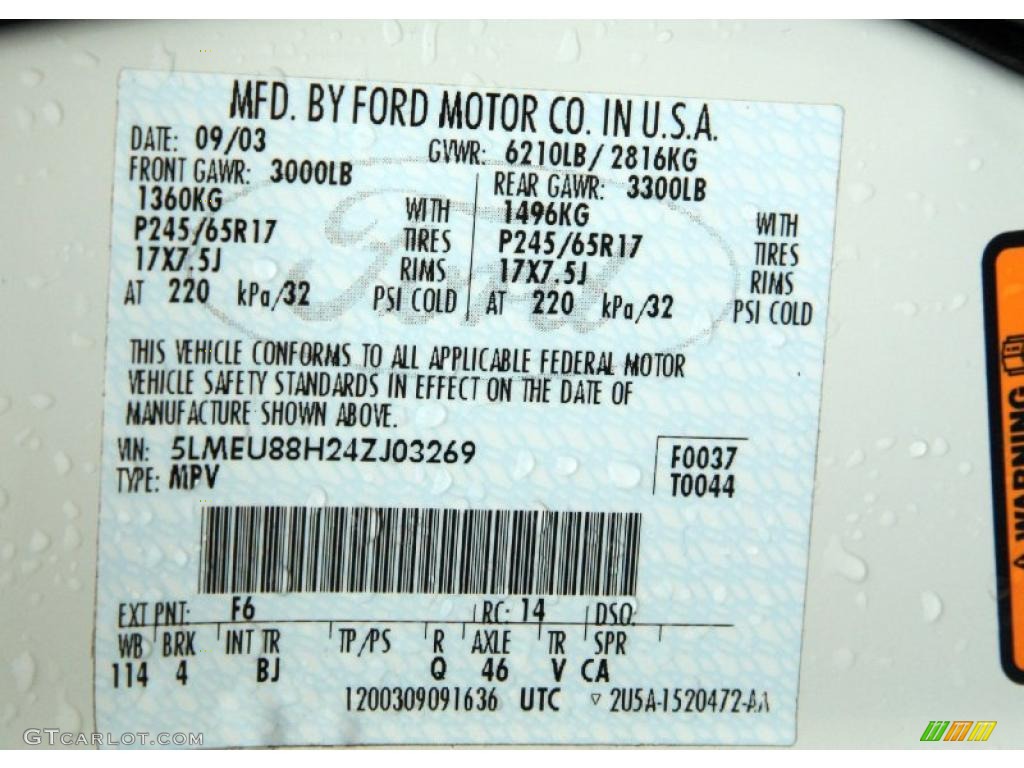 MFD. BY FORD MOTOR CO. IN U.S.A.
DATE: 09/03 GVWR: 6210LB/ 2816KG
FRONT GAWR: 3000LB REAR GAWR: 3300LB
1360KG WITH 1496KG WITH
P245/65R17 TIRES P245/65R17 TIRES
17X7.5J RIMS 17X7.5J RIMS
AT 220 kPa/32 PSI COLD AT 220 kPa/32 PSI COLD
Ford
THIS VEHICLE CONFORMS TO ALL APPLICABLE FEDERAL MOTOR
VEHICLE SAFETY STANDARDS IN EFFECT ON THE DATE OF
MANUFACTURE SHOWN ABOVE.
VIN: 5LMEU88H24ZJ03269 F0037
TYPE: MPV T0044
EXT PNT: F6 RC: 14 DSO:
WB BRK INT TR TP/PS R AXLE TR SPR
114 4 BJ Q 46 V CA
1200309091636 UTC ▽ 2U5A-1520472-AA
WARNING
GTCARLOT.COM